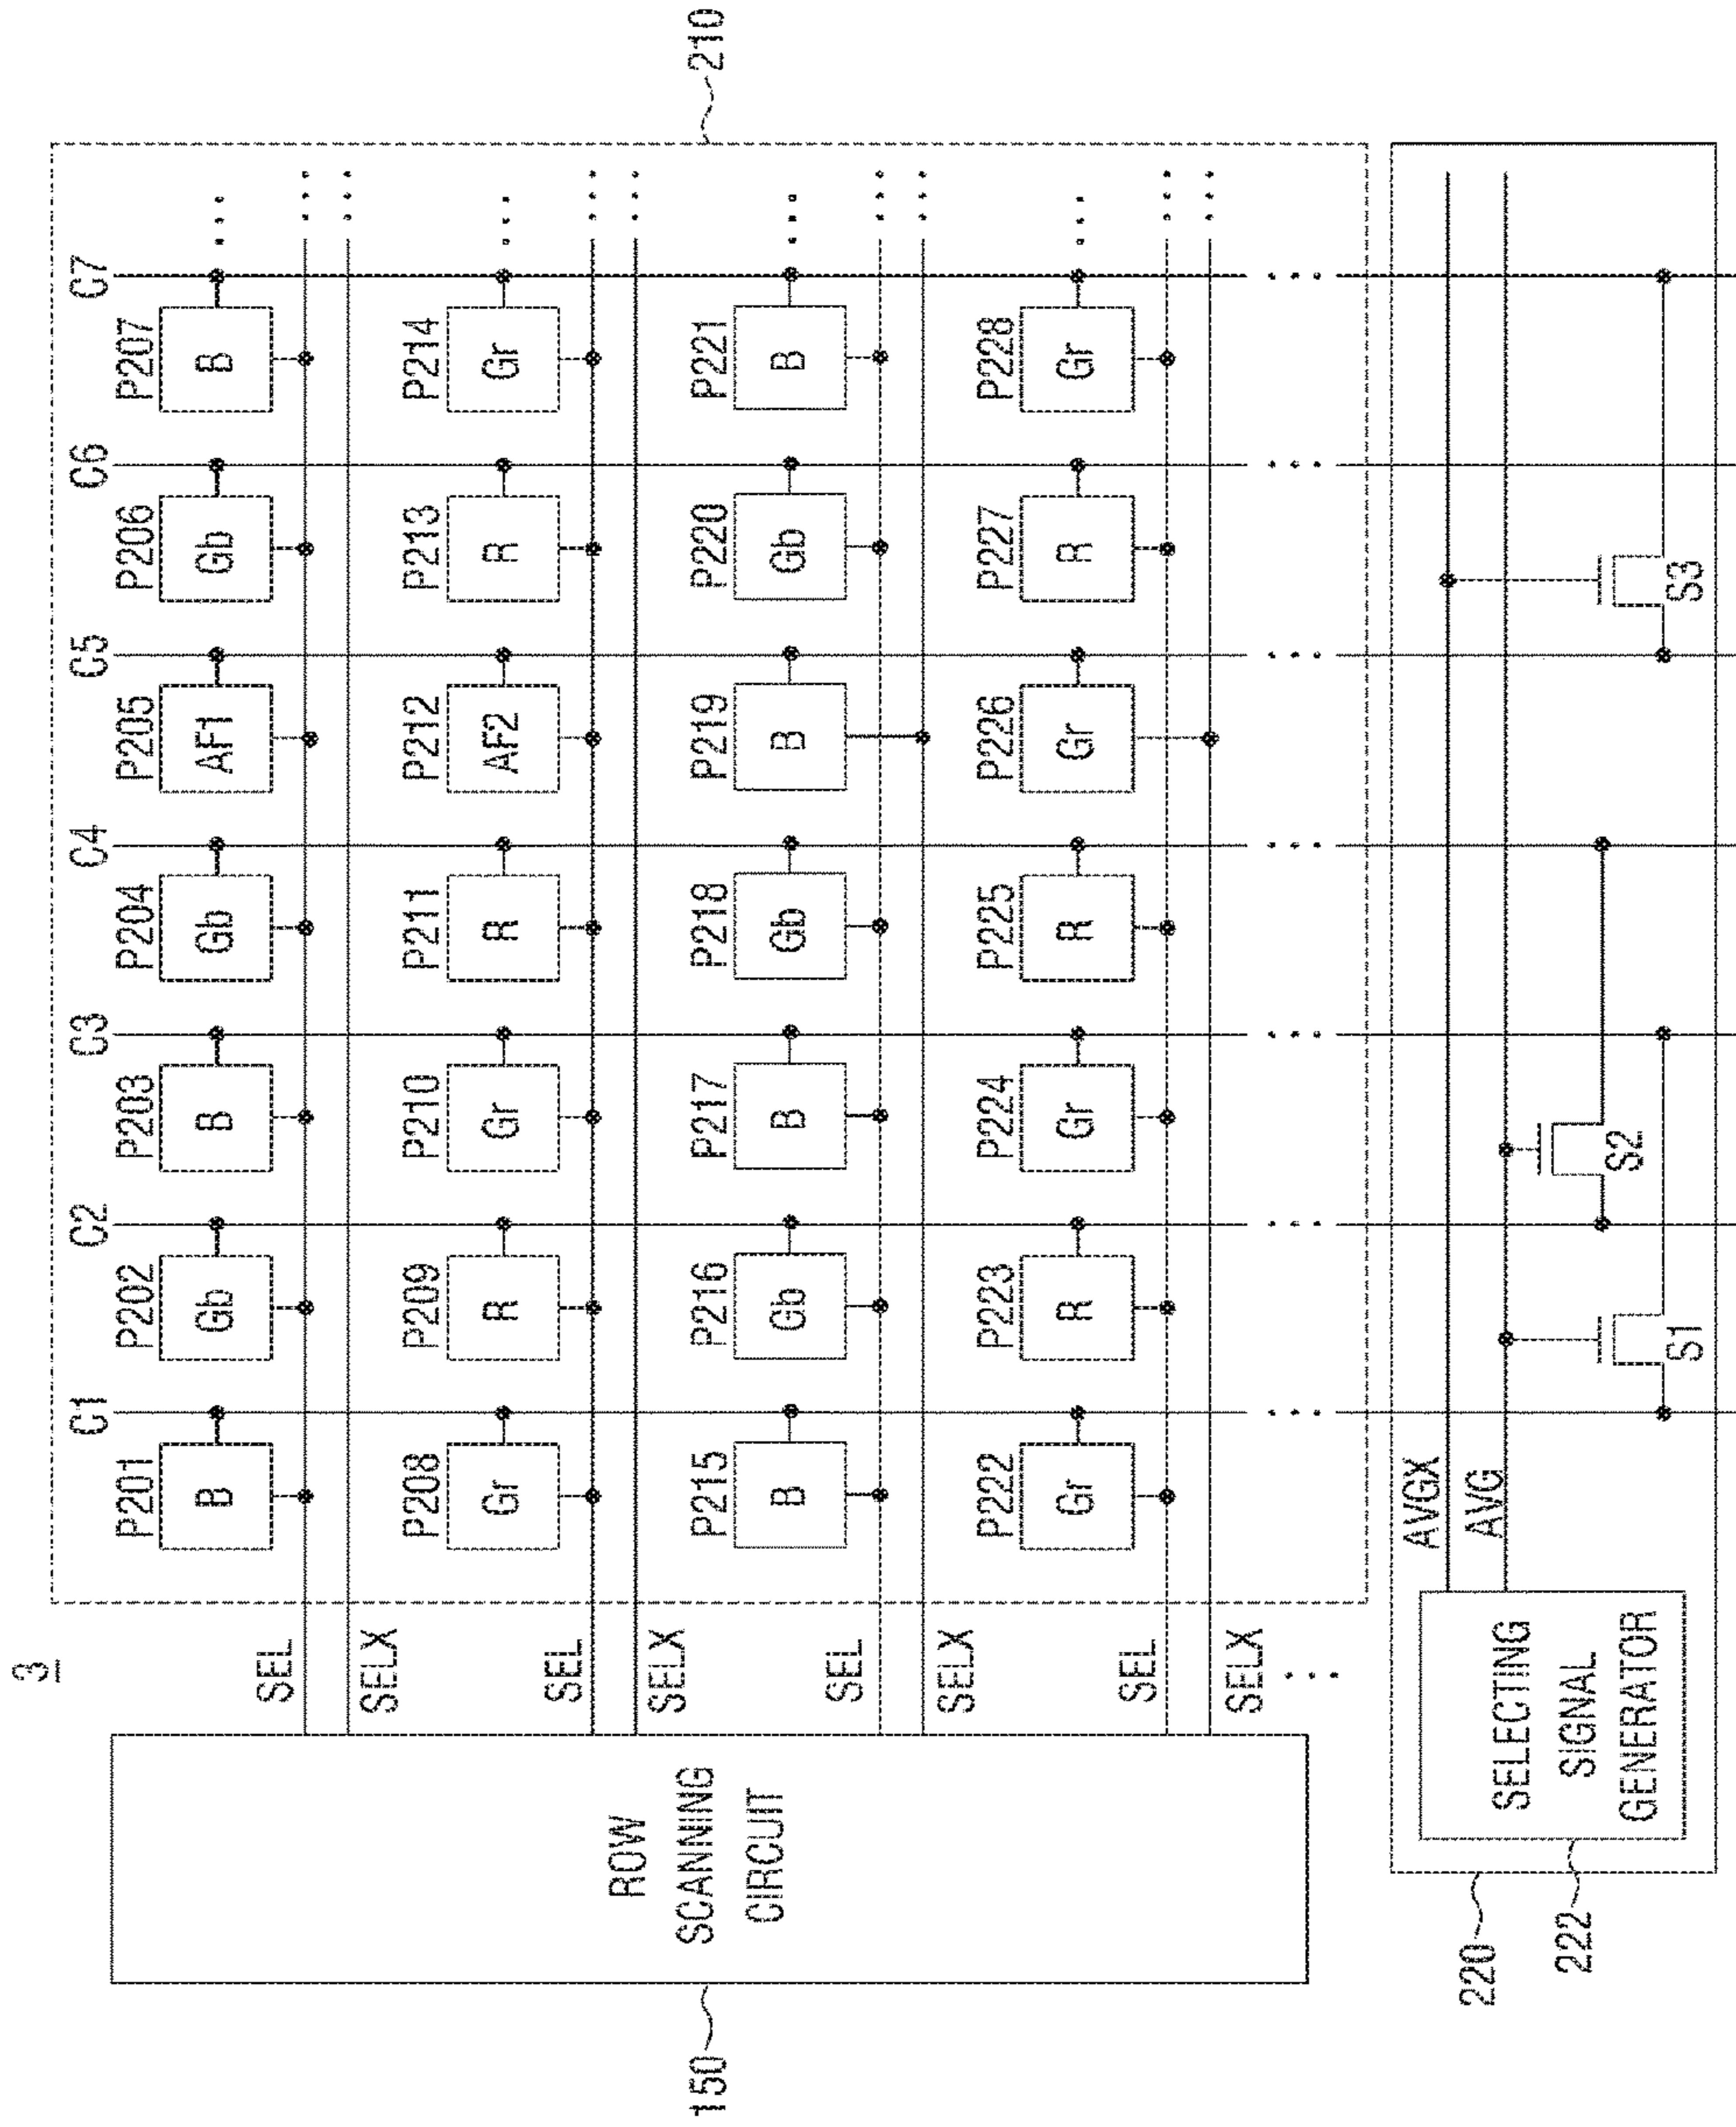 3
C1 C2 C3 C4 C5 C6 C7
P201 P202 P203 P204 P205 P206 P207
B Gb B Gb AF1 Gb B ...
SEL
SELX
P208 P209 P210 P211 P212 P213 P214
Gr R Gr R AF2 R Gr ...
SEL
SELX
150
ROW
SCANNING
CIRCUIT
210
P215 P216 P217 P218 P219 P220 P221
B Gb B Gb B Gb B ...
SEL
SELX
P222 P223 P224 P225 P226 P227 P228
Gr R Gr R Gr R Gr ...
SEL
SELX
AVGX
AVG
220
222
SELECTING
SIGNAL
GENERATOR
S1 S2 S3